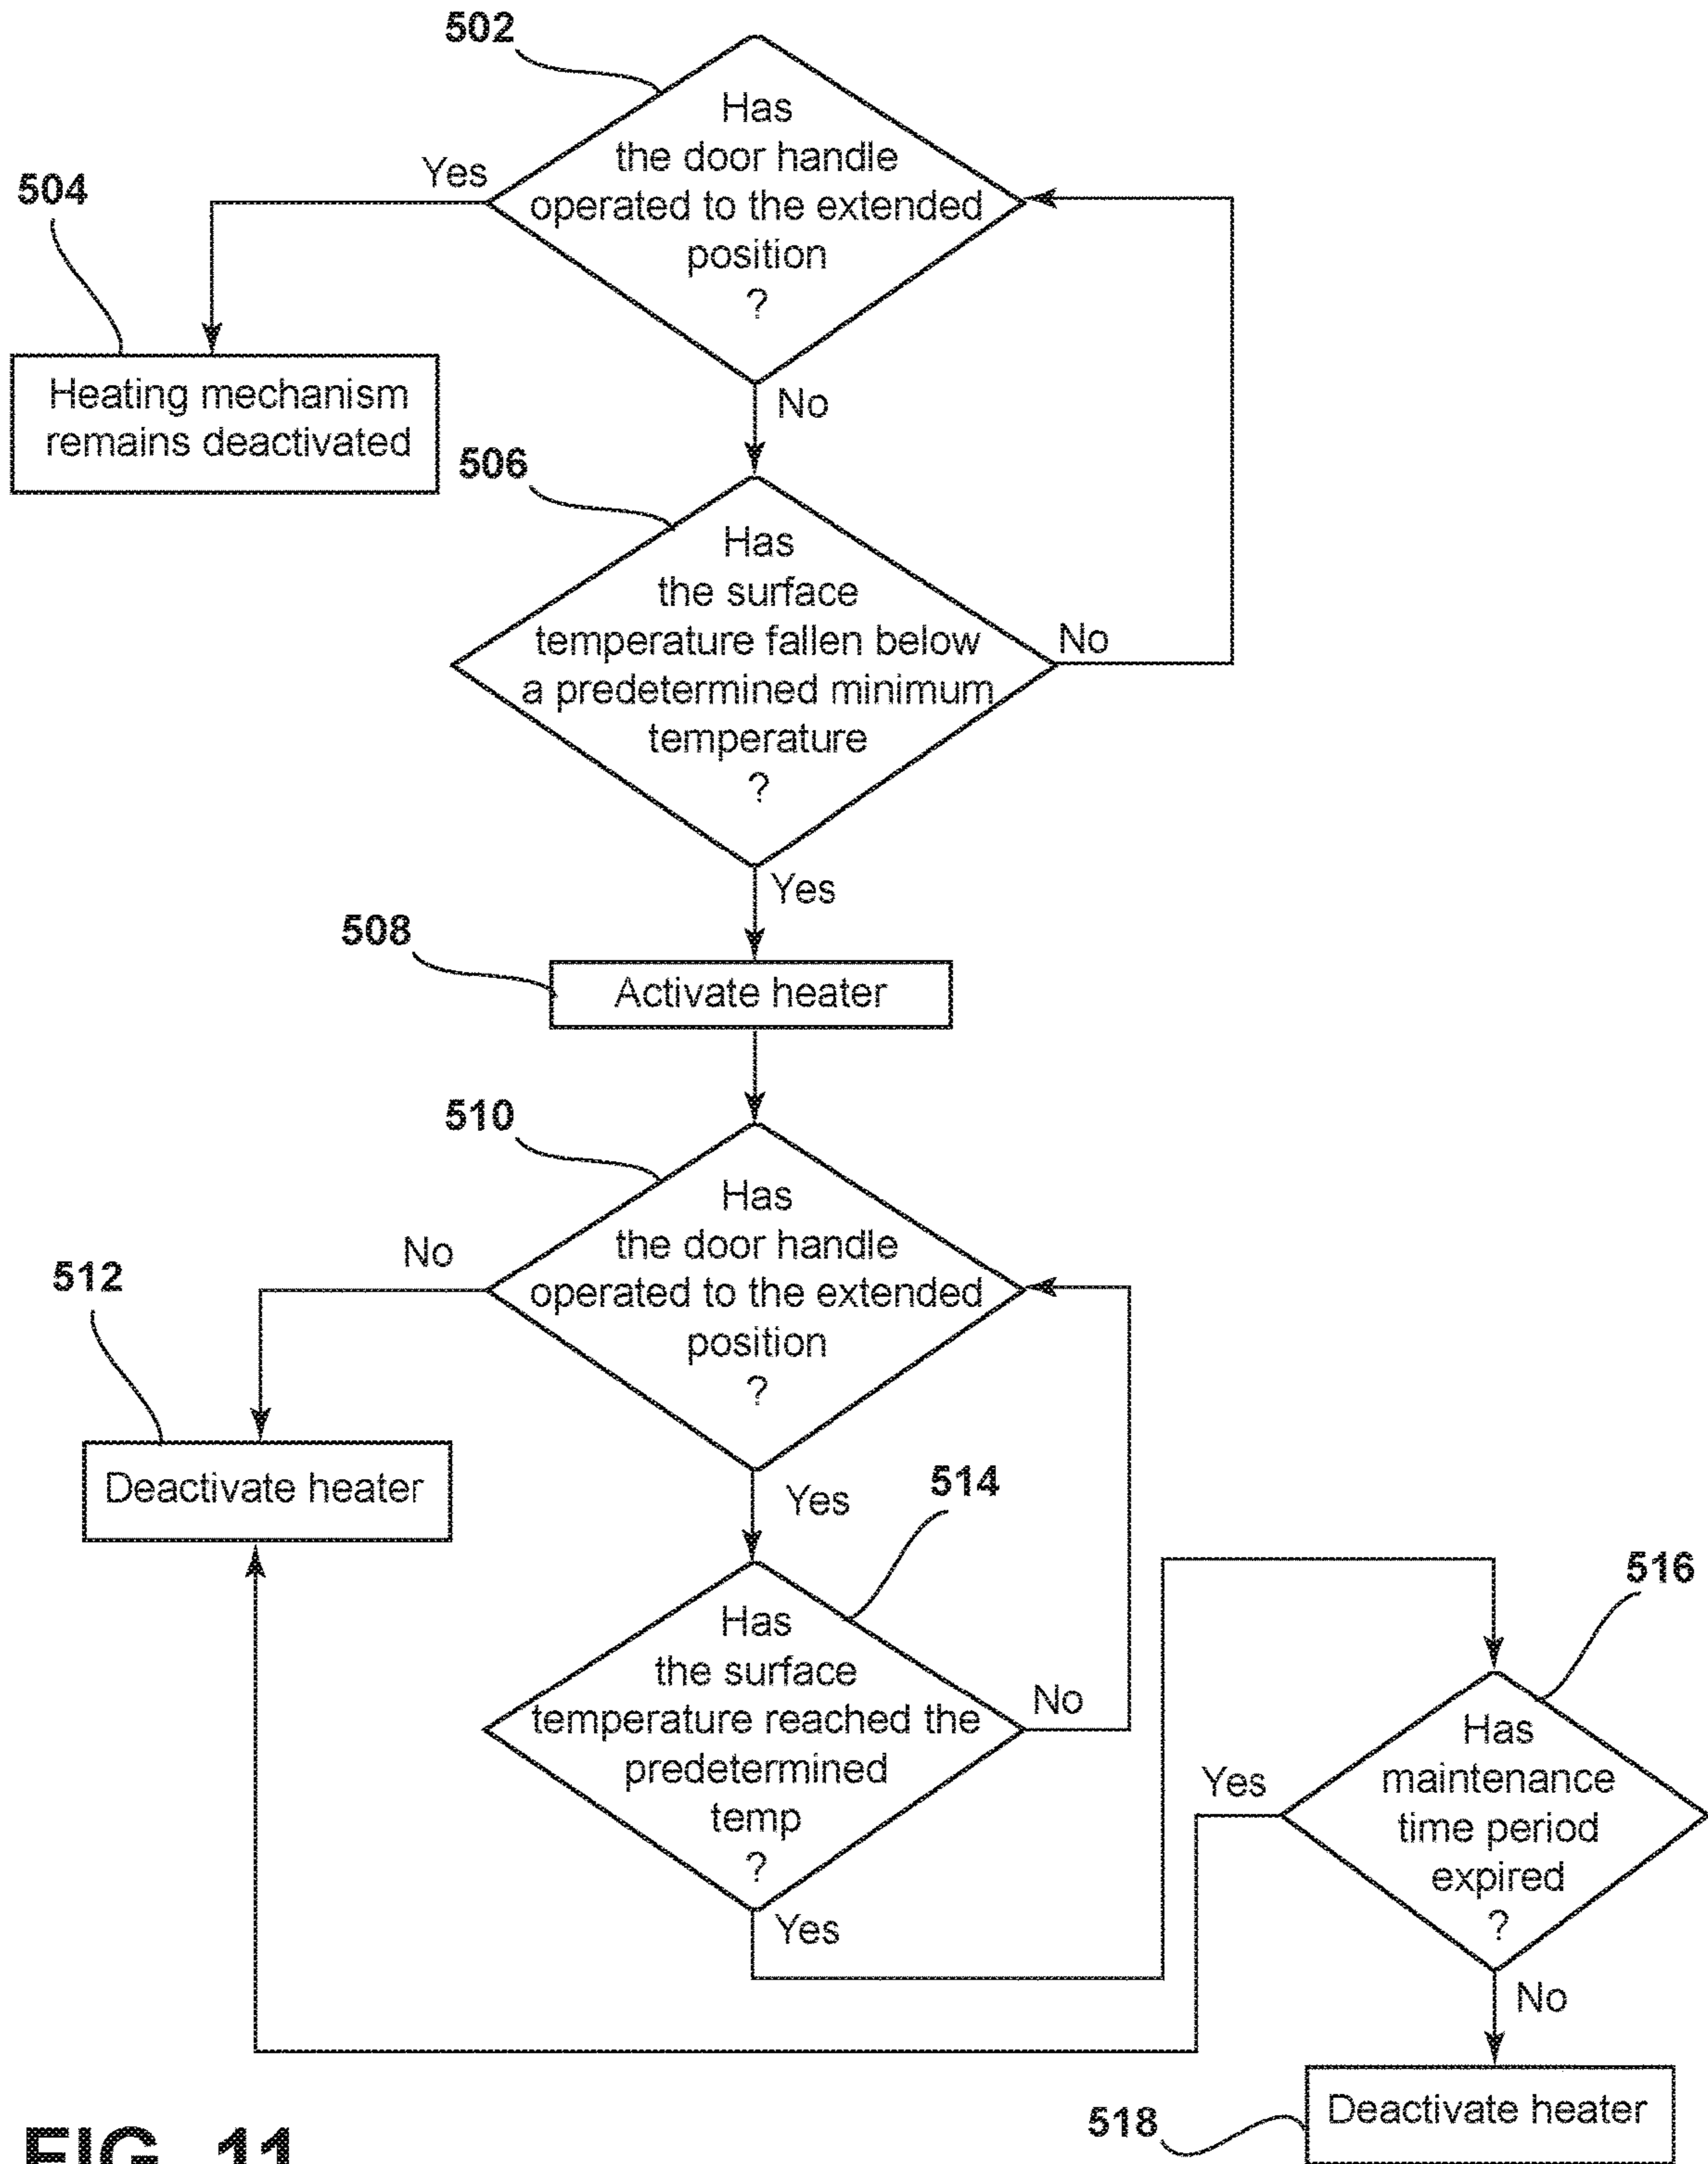 502
Has
the door handle
operated to the extended
position
?
Yes
504
Heating mechanism
remains deactivated
No
506
Has
the surface
temperature fallen below
a predetermined minimum
temperature
?
No
Yes
508
Activate heater
510
Has
the door handle
operated to the extended
position
?
No
512
Deactivate heater
Yes
514
Has
the surface
temperature reached the
predetermined
temp
?
No
Yes
516
Has
maintenance
time period
expired
?
Yes
No
518
Deactivate heater
FIG. 11